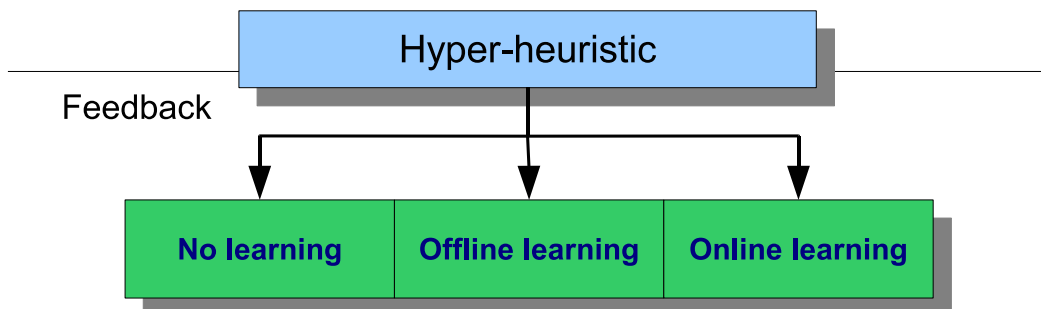 Hyper-heuristic
Feedback
No learning
Offline learning
Online learning